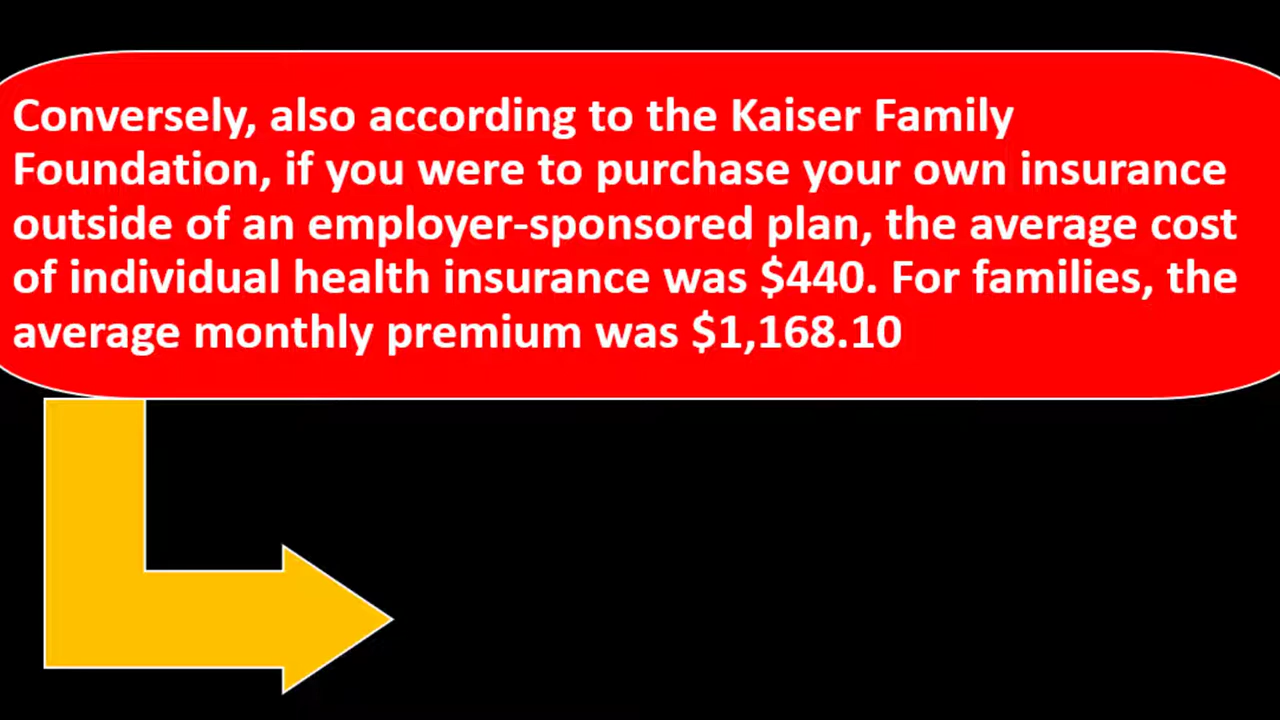 Conversely, also according to the Kaiser Family
Foundation, if you were to purchase your own insurance
outside of an employer-sponsored plan, the average cost
of individual health insurance was $440. For families, the
average monthly premium was $1,168.10